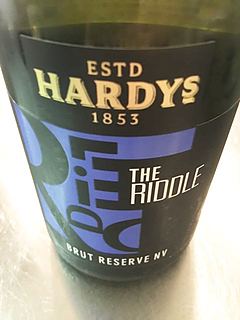 ESTD
HARDYS
1853
THE
RIDDLE
BRUT RESERVE NV